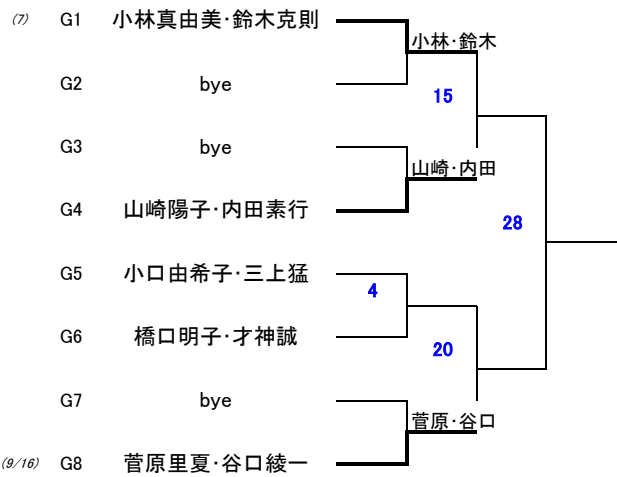 (7) G1 小林真由美・鈴木克則
小林・鈴木
G2 bye
15
G3 bye
山崎・内田
G4 山崎陽子・内田素行
28
G5 小口由希子・三上猛
4
G6 橋口明子・才神誠
20
G7 bye
菅原・谷口
(9/16) G8 菅原里夏・谷口綾一